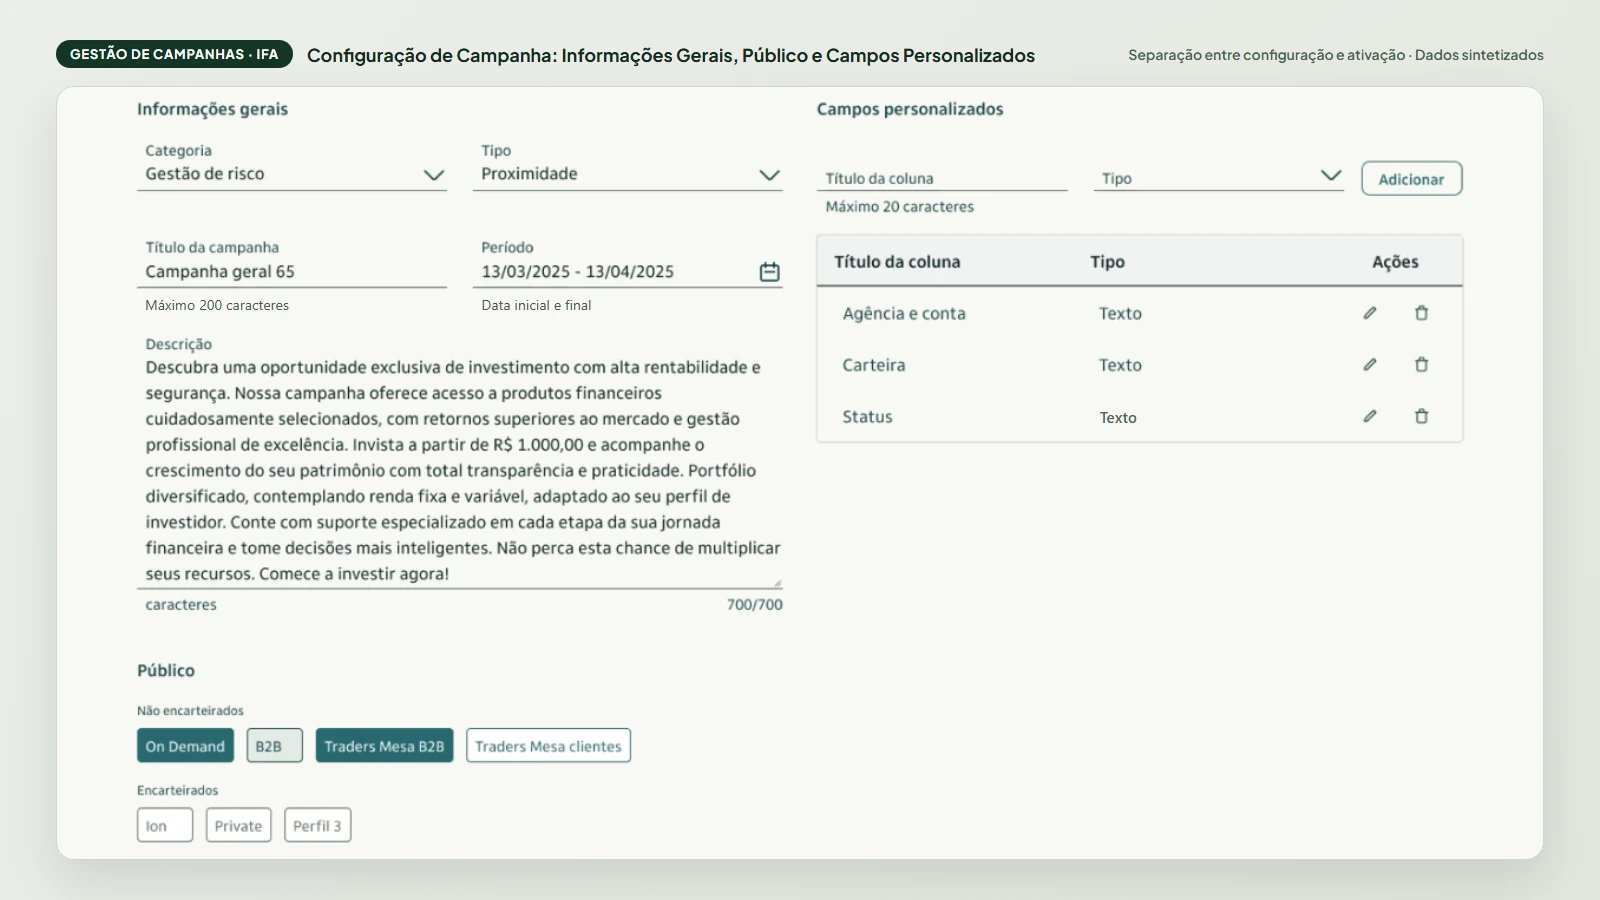 GESTÃO DE CAMPANHAS · IFA
Configuração de Campanha: Informações Gerais, Público e Campos Personalizados
Separação entre configuração e ativação · Dados sintetizados
Informações gerais
Categoria
Gestão de risco
Tipo
Proximidade
Título da campanha
Campanha geral 65
Máximo 200 caracteres
Período
13/03/2025 - 13/04/2025
Data inicial e final
Descrição
Descubra uma oportunidade exclusiva de investimento com alta rentabilidade e
segurança. Nossa campanha oferece acesso a produtos financeiros
cuidadosamente selecionados, com retornos superiores ao mercado e gestão
profissional de excelência. Invista a partir de R$ 1.000,00 e acompanhe o
crescimento do seu patrimônio com total transparência e praticidade. Portfólio
diversificado, contemplando renda fixa e variável, adaptado ao seu perfil de
investidor. Conte com suporte especializado em cada etapa da sua jornada
financeira e tome decisões mais inteligentes. Não perca esta chance de multiplicar
seus recursos. Comece a investir agora!
caracteres
700/700
Público
Não encarteirados
On Demand
B2B
Traders Mesa B2B
Traders Mesa clientes
Encarteirados
Ion
Private
Perfil 3
Campos personalizados
Título da coluna
Máximo 20 caracteres
Tipo
Adicionar
Título da coluna Tipo Ações
Agência e conta Texto
Carteira Texto
Status Texto